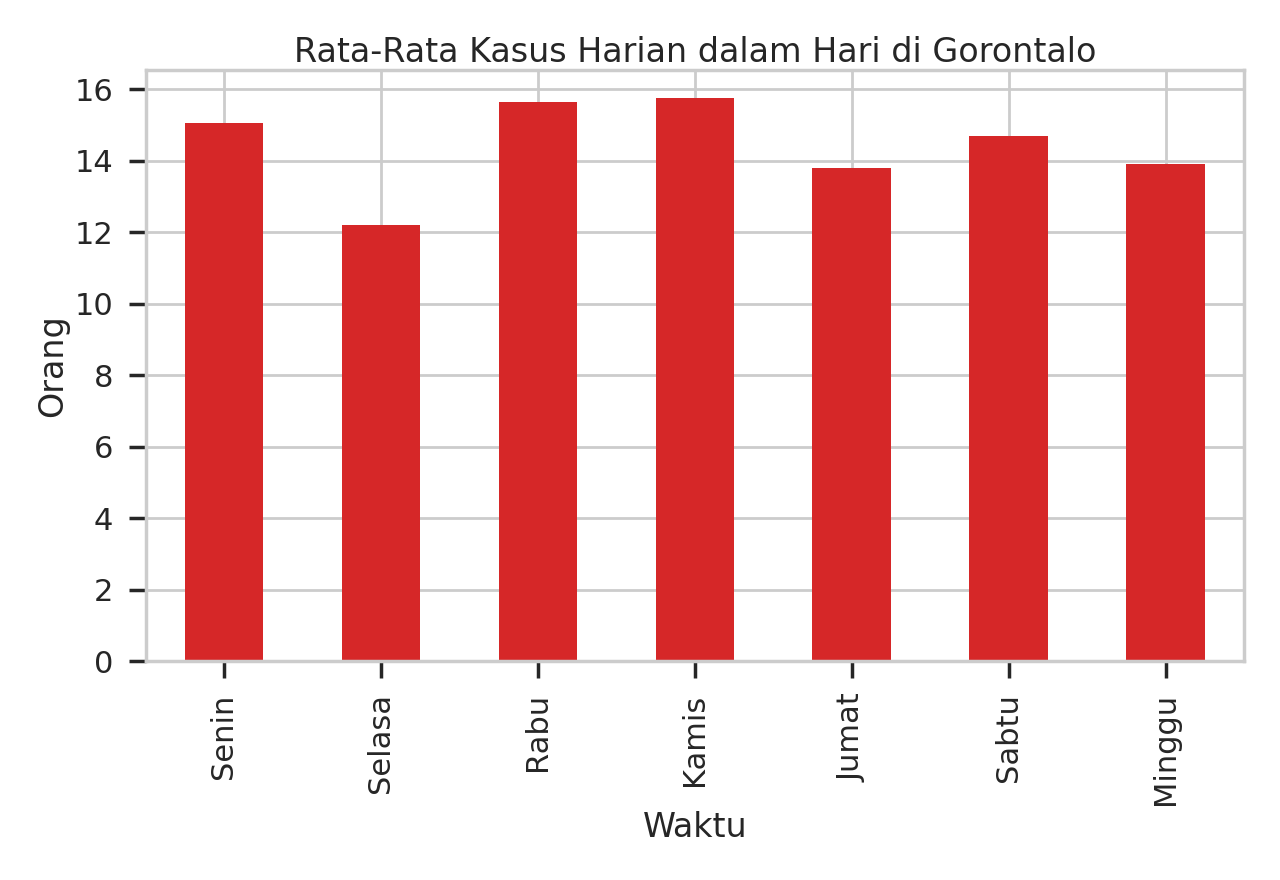 Rata-Rata Kasus Harian dalam Hari di Gorontalo
16
14
12
10
8
6
4
2
0
Orang
Senin
Selasa
Rabu
Kamis
Jumat
Sabtu
Minggu
Waktu